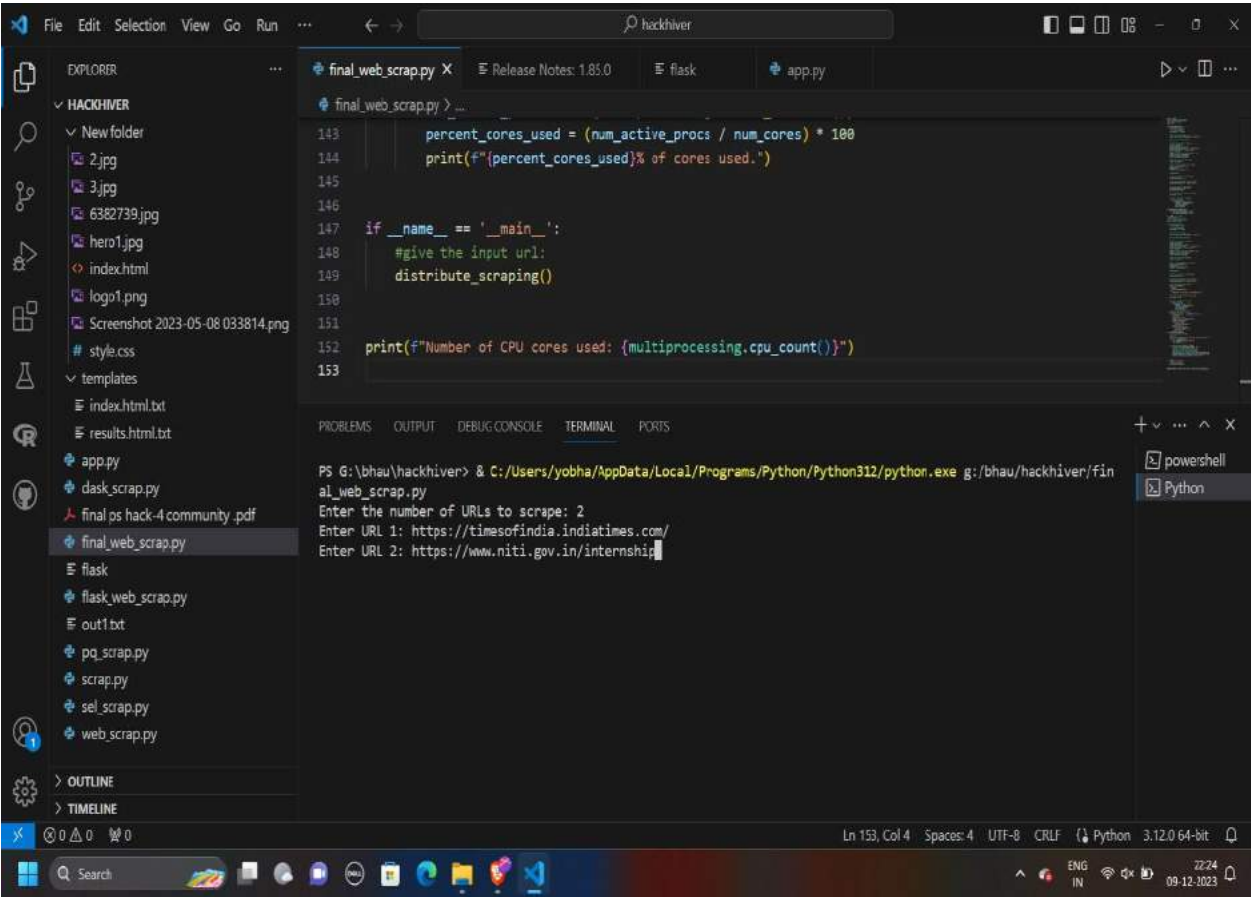 File Edit Selection View Go Run ··· hackhiver
EXPLORER ···
HACKHIVER
New folder
2.jpg
3.jpg
6382739.jpg
hero1.jpg
index.html
logo1.png
Screenshot 2023-05-08 033814.png
# style.css
templates
index.html.txt
results.html.txt
app.py
dask_scrap.py
final ps hack-4 community .pdf
final_web_scrap.py
flask
flask_web_scrap.py
out1.txt
pq_scrap.py
scrap.py
sel_scrap.py
web_scrap.py
OUTLINE
TIMELINE
final_web_scrap.py X Release Notes: 1.85.0 flask app.py
final_web_scrap.py > ...
143 percent_cores_used = (num_active_procs / num_cores) * 100
144 print(f"{percent_cores_used}% of cores used.")
145
146
147 if __name__ == '__main__':
148 #give the input url:
149 distribute_scraping()
150
151
152 print(f"Number of CPU cores used: {multiprocessing.cpu_count()}")
153
PROBLEMS OUTPUT DEBUG CONSOLE TERMINAL PORTS
PS G:\bhau\hackhiver> & C:/Users/yobha/AppData/Local/Programs/Python/Python312/python.exe g:/bhau/hackhiver/fin
al_web_scrap.py
Enter the number of URLs to scrape: 2
Enter URL 1: https://timesofindia.indiatimes.com/
Enter URL 2: https://www.niti.gov.in/internship
powershell
Python
1
0 0 0 Ln 153, Col 4 Spaces: 4 UTF-8 CRLF Python 3.12.0 64-bit
Search ENG 22:24
IN 09-12-2023